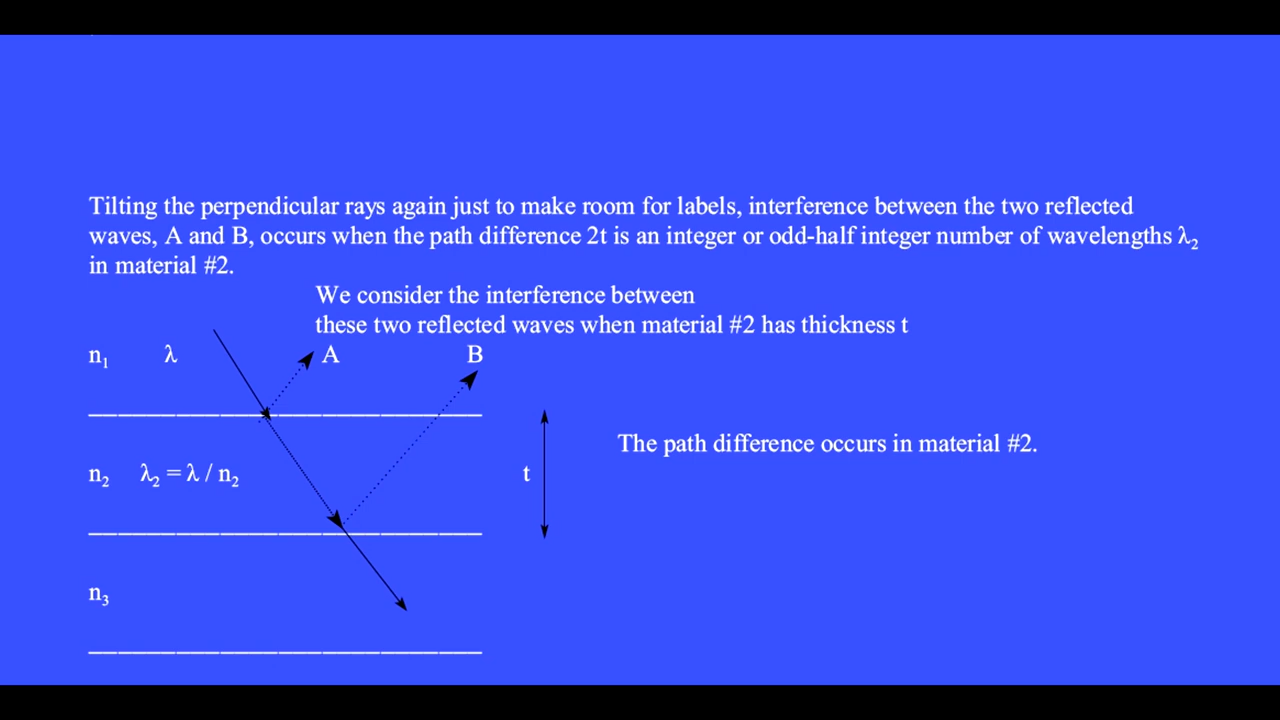 Tilting the perpendicular rays again just to make room for labels, interference between the two reflected
waves, A and B, occurs when the path difference 2t is an integer or odd-half integer number of wavelengths λ₂
in material #2.
We consider the interference between
these two reflected waves when material #2 has thickness t
n₁ λ A B
The path difference occurs in material #2.
n₂ λ₂ = λ / n₂ t
n₃